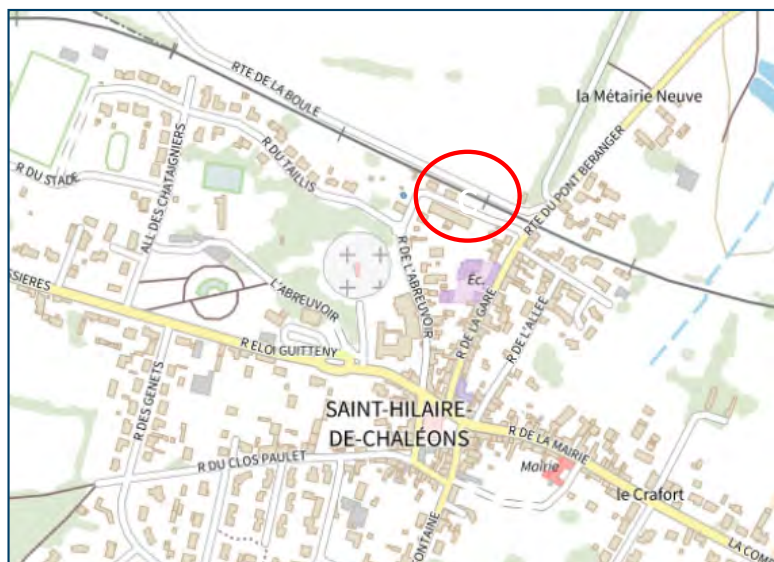 RTE DE LA BOULE
la Métairie Neuve
R DU TAILLIS
RTE DU PONT BERANGER
R DU STADE
ALL DES CHATAIGNIERS
R DE L'ABREUVOIR
Éc.
L'ABREUVOIR
R DE LA GARE
R DE L'ALLEE
SSIERES
R ELOI GUITTENY
R DES GENETS
SAINT-HILAIRE-
DE-CHALÉONS
R DE LA MAIRIE
R DU CLOS PAULET
Mairie
le Crafort
ONTAINE
LA COM